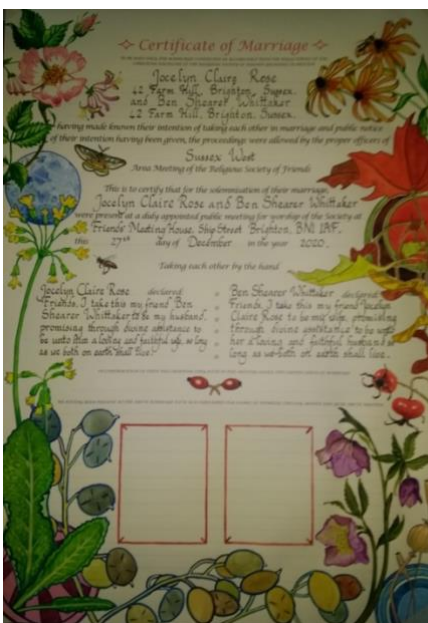 Certificate of Marriage
Jocelyn Claire Rose
42 Farm Hill, Brighton, Sussex.
and Ben Shearer Whittaker
42 Farm Hill, Brighton, Sussex.
having made known their intention of taking each other in marriage and public notice
of their intention having been given, the proceedings were allowed by the proper officers of
Sussex West
Area Meeting of the Religious Society of Friends
This is to certify that for the solemnisation of their marriage,
Jocelyn Claire Rose and Ben Shearer Whittaker
were present at a duly appointed public meeting for worship of the Society at
Friends Meeting House, Ship Street Brighton, BN1 1AF.
this 27th day of December in the year 2020.
Taking each other by the hand
Jocelyn Claire Rose declared:
Friends, I take this my friend Ben
Shearer Whittaker to be my husband,
promising through divine assistance to
be unto him a loving and faithful wife, so long
as we both on earth shall live.
Ben Shearer Whittaker declared:
Friends, I take this my friend Jocelyn
Claire Rose to be my wife, promising
through divine assistance to be unto
her a loving and faithful husband so
long as we both on earth shall live.